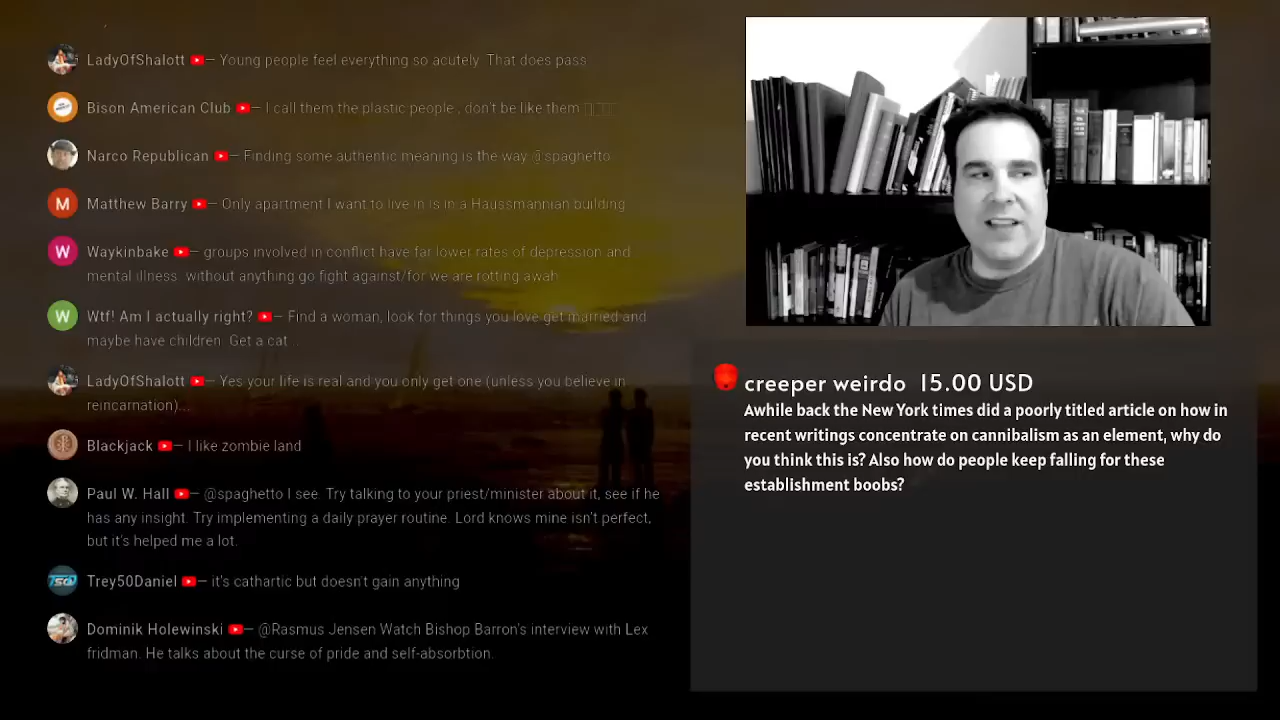 LadyOfShalott — Young people feel everything so acutely. That does pass
Bison American Club — I call them the plastic people , don't be like them
Narco Republican — Finding some authentic meaning is the way @spaghetto
M
Matthew Barry — Only apartment I want to live in is in a Haussmannian building
W
Waykinbake — groups involved in conflict have far lower rates of depression and
mental illness. without anything go fight against/for we are rotting awah
W
Wtf! Am I actually right? — Find a woman, look for things you love get married and
maybe have children. Get a cat...
LadyOfShalott — Yes your life is real and you only get one (unless you believe in
reincarnation)...
Blackjack — I like zombie land
Paul W. Hall — @spaghetto I see. Try talking to your priest/minister about it, see if he
has any insight. Try implementing a daily prayer routine. Lord knows mine isn't perfect,
but it's helped me a lot.
Trey50Daniel — it's cathartic but doesn't gain anything
Dominik Holewinski — @Rasmus Jensen Watch Bishop Barron's interview with Lex
fridman. He talks about the curse of pride and self-absorbtion.
creeper weirdo 15.00 USD
Awhile back the New York times did a poorly titled article on how in
recent writings concentrate on cannibalism as an element, why do
you think this is? Also how do people keep falling for these
establishment boobs?